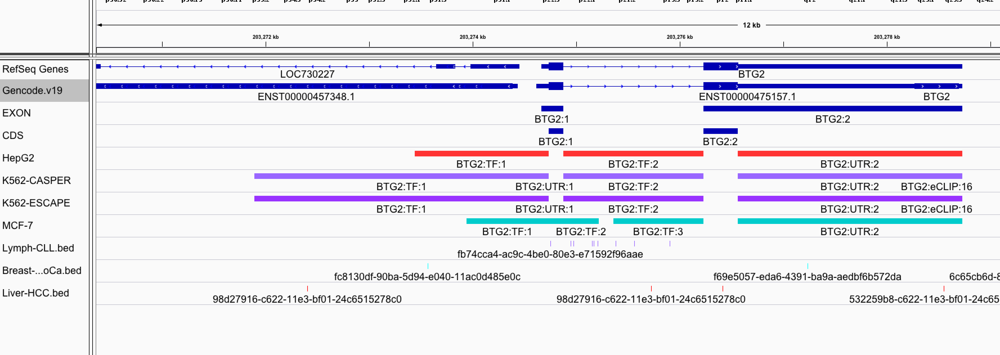 12 kb
203,272 kb 203,274 kb 203,276 kb 203,278 kb
RefSeq Genes
LOC730227 BTG2
Gencode.v19
ENST00000457348.1 ENST00000475157.1 BTG2
EXON
BTG2:1 BTG2:2
CDS
BTG2:1 BTG2:2
HepG2
BTG2:TF:1 BTG2:TF:2 BTG2:UTR:2
K562-CASPER
BTG2:TF:1 BTG2:UTR:1 BTG2:TF:2 BTG2:UTR:2 BTG2:eCLIP:16
K562-ESCAPE
BTG2:TF:1 BTG2:UTR:1 BTG2:TF:2 BTG2:UTR:2 BTG2:eCLIP:16
MCF-7
BTG2:TF:1 BTG2:TF:2 BTG2:TF:3 BTG2:UTR:2
Lymph-CLL.bed
fb74cca4-ac9c-4be0-80e3-e71592f96aae
Breast-...oCa.bed
fc8130df-90ba-5d94-e040-11ac0d485e0c f69e5057-eda6-4391-ba9a-aedbf6b572da 6c65cb6d-8
Liver-HCC.bed
98d27916-c622-11e3-bf01-24c6515278c0 98d27916-c622-11e3-bf01-24c6515278c0 532259b8-c622-11e3-bf01-24c65